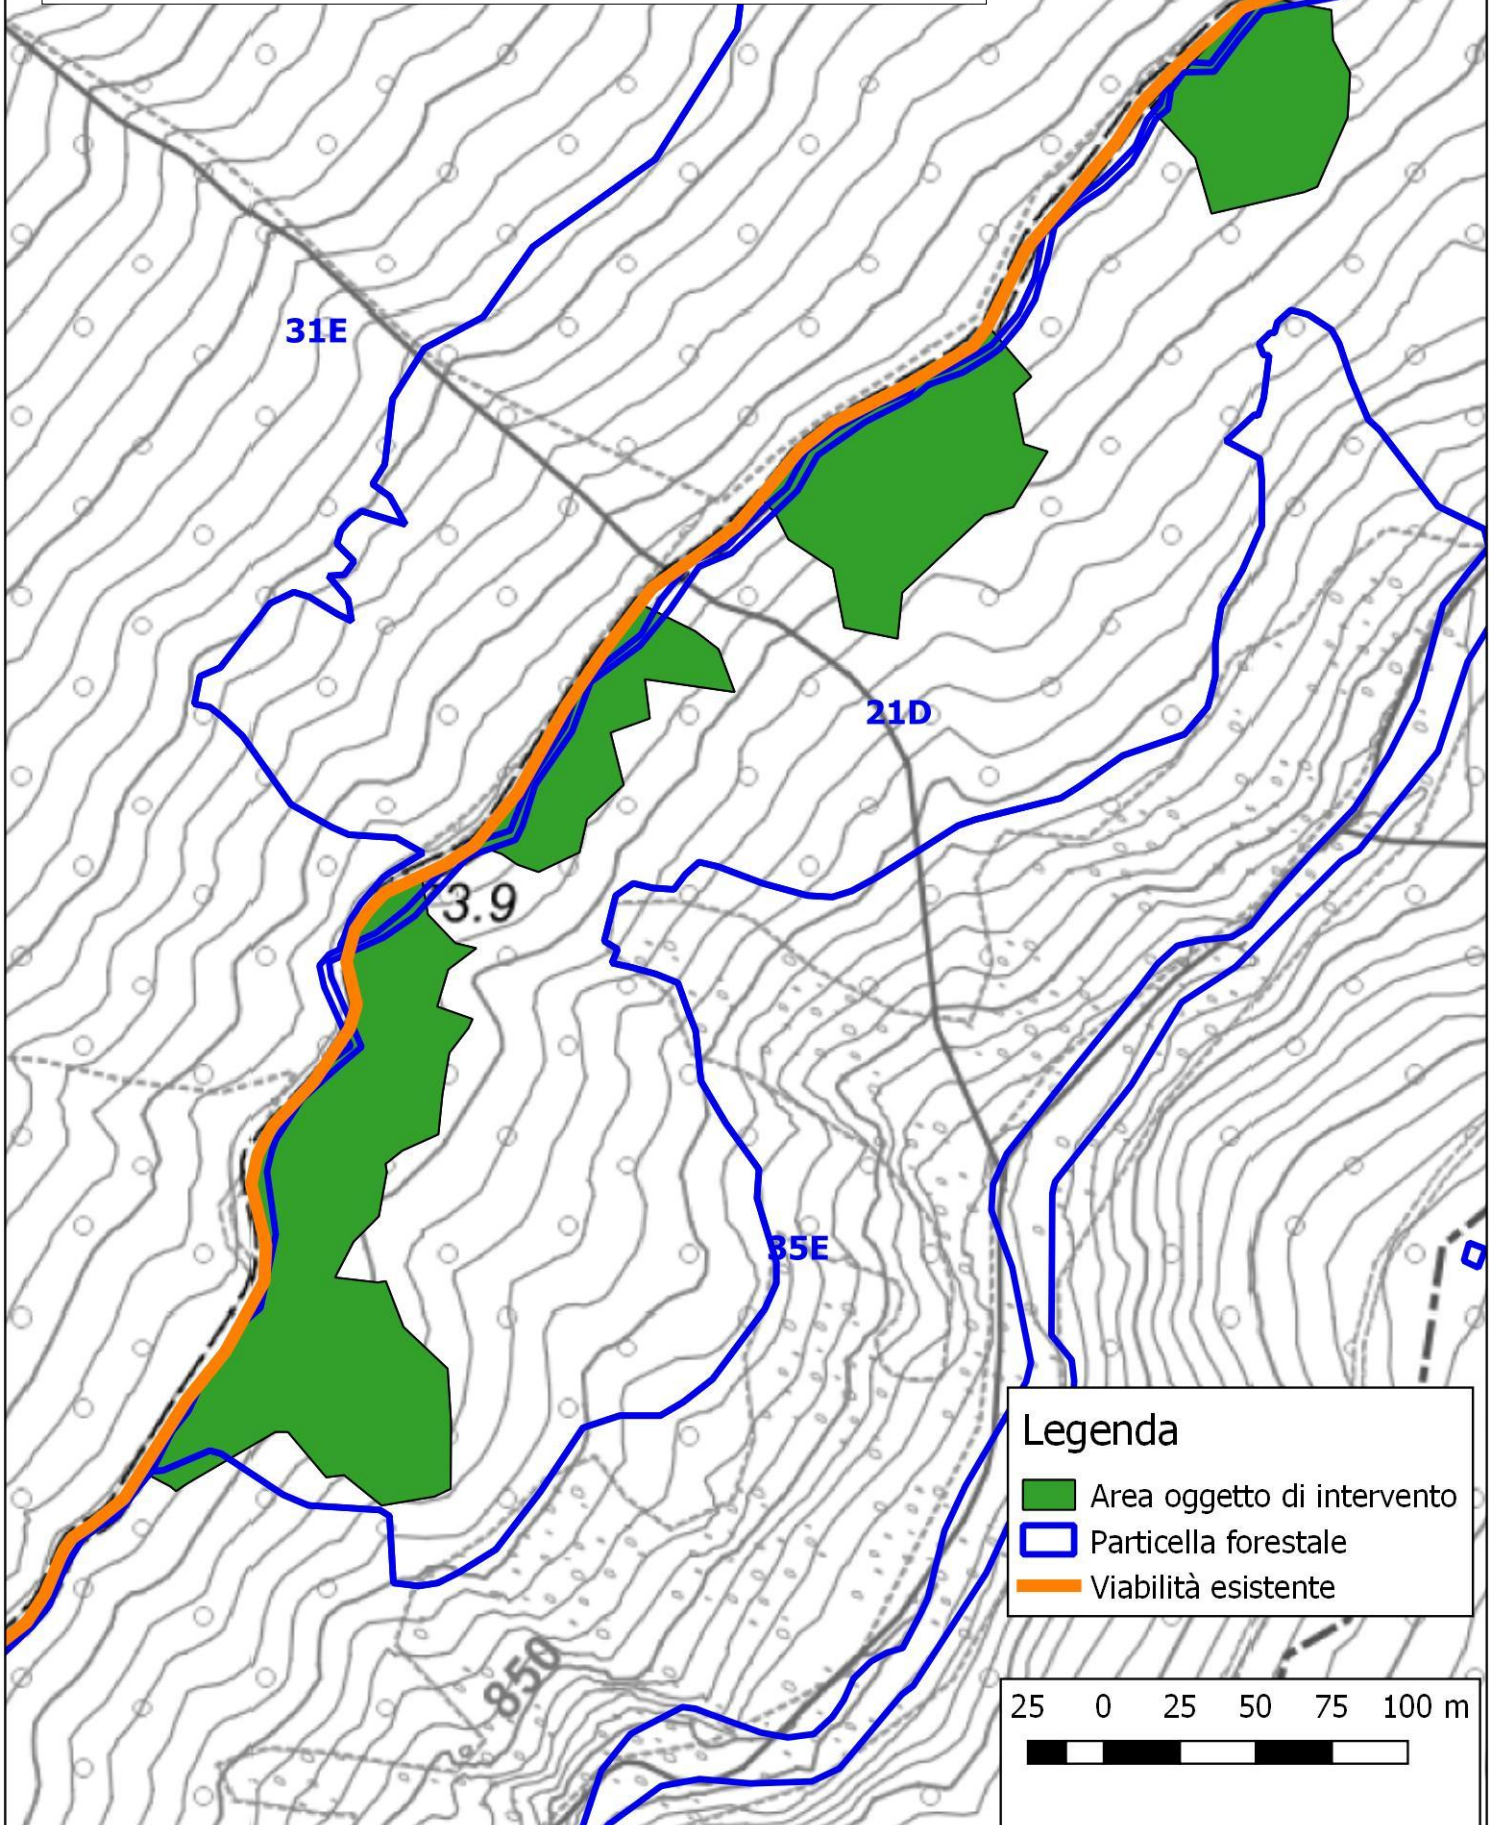 31E
21D
3.9
35E
850
Legenda
Area oggetto di intervento
Particella forestale
Viabilità esistente
25 0 25 50 75 100 m